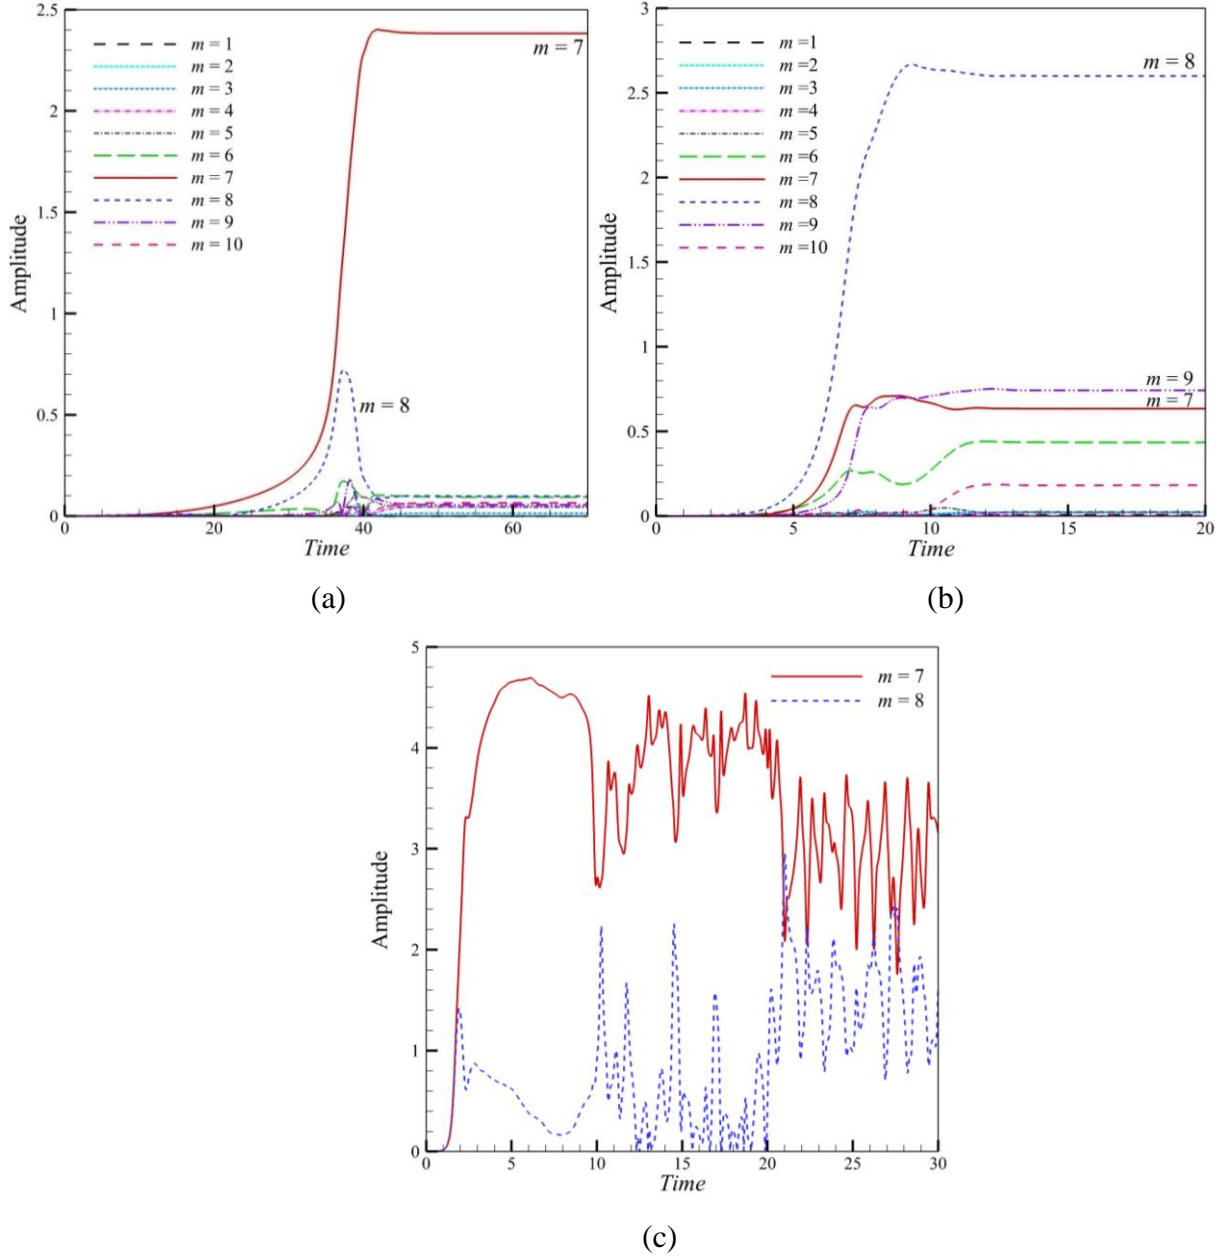 2.5
2
1.5
1
0.5
0
Amplitude
m = 1
m = 2
m = 3
m = 4
m = 5
m = 6
m = 7
m = 8
m = 9
m = 10
m = 7
m = 8
0 20 40 60
Time
(a)
3
2.5
2
1.5
1
0.5
0
Amplitude
m =1
m =2
m =3
m =4
m =5
m =6
m =7
m =8
m =9
m =10
m = 8
m = 9
m = 7
0 5 10 15 20
Time
(b)
5
4
3
2
1
0
Amplitude
m = 7
m = 8
0 5 10 15 20 25 30
Time
(c)